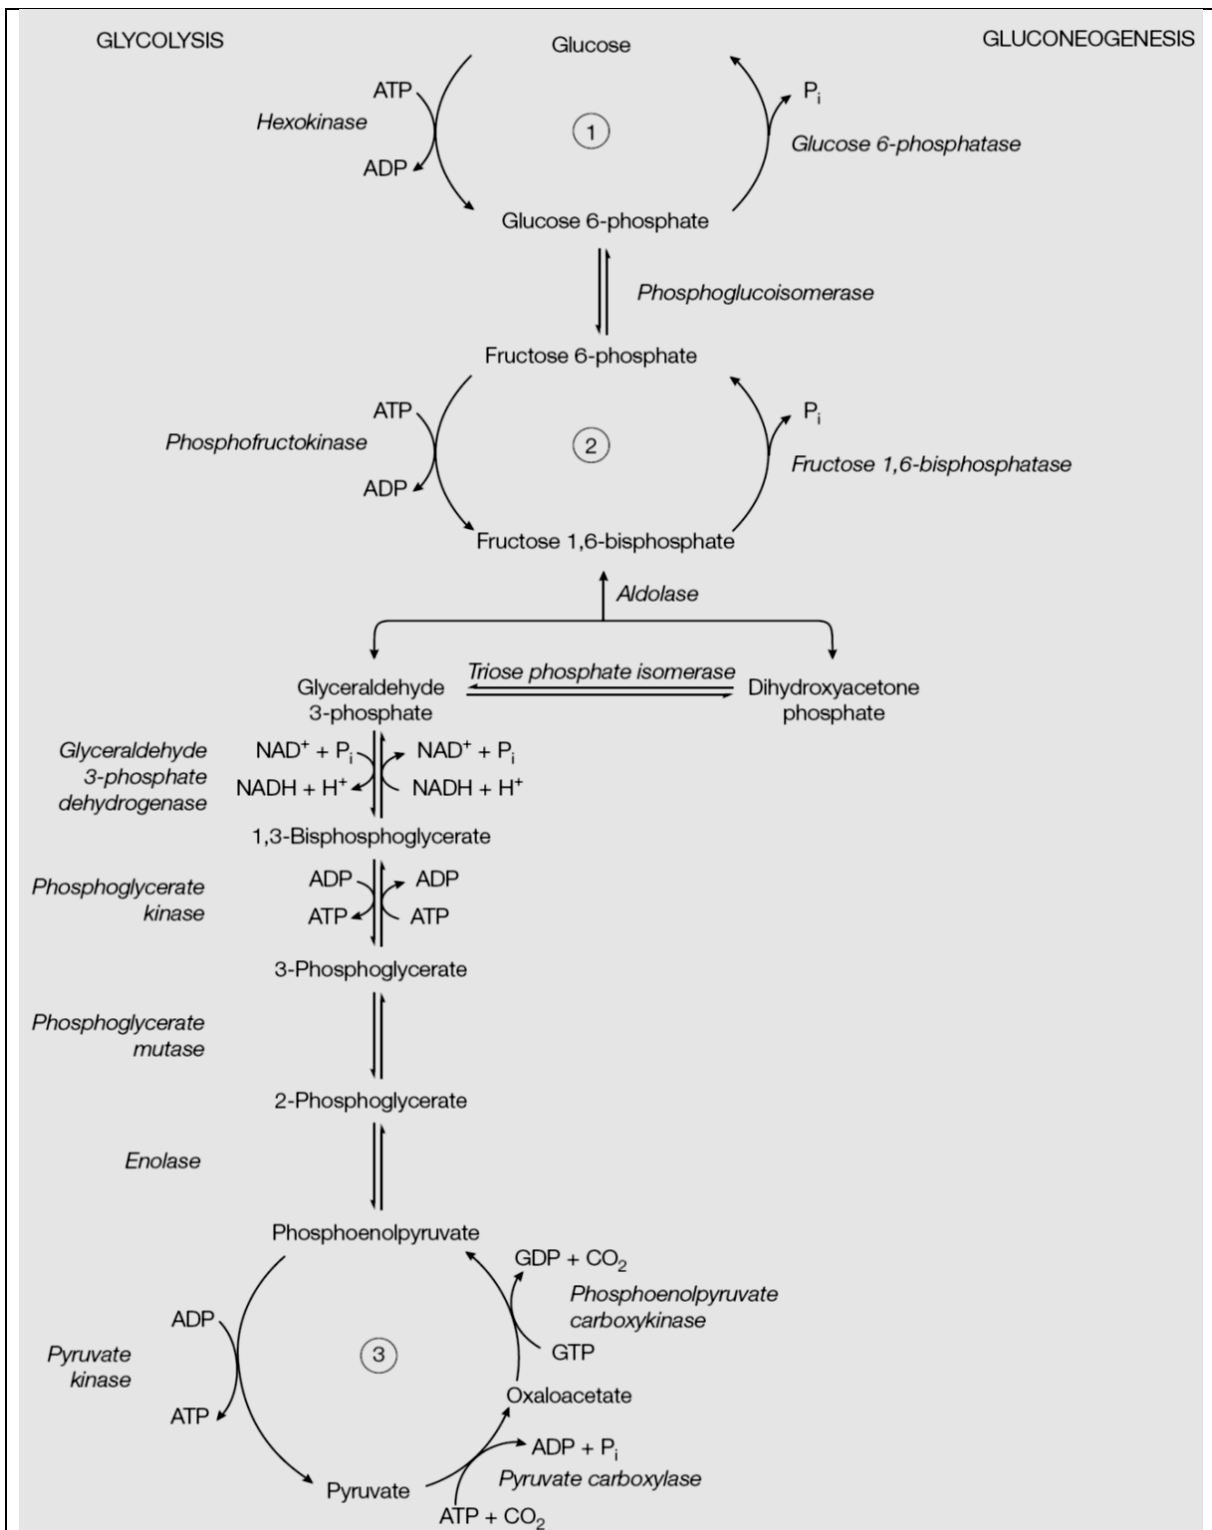 GLYCOLYSIS
Glucose
GLUCONEOGENESIS
ATP
Hexokinase
ADP
1
Pi
Glucose 6-phosphatase
Glucose 6-phosphate
Phosphoglucoisomerase
Fructose 6-phosphate
ATP
Phosphofructokinase
ADP
2
Pi
Fructose 1,6-bisphosphatase
Fructose 1,6-bisphosphate
Aldolase
Triose phosphate isomerase
Glyceraldehyde
3-phosphate
Dihydroxyacetone
phosphate
Glyceraldehyde
3-phosphate
dehydrogenase
NAD+ + Pi
NADH + H+
NAD+ + Pi
NADH + H+
1,3-Bisphosphoglycerate
Phosphoglycerate
kinase
ADP
ATP
ADP
ATP
3-Phosphoglycerate
Phosphoglycerate
mutase
2-Phosphoglycerate
Enolase
Phosphoenolpyruvate
GDP + CO2
Phosphoenolpyruvate
carboxykinase
GTP
ADP
Pyruvate
kinase
ATP
3
Oxaloacetate
ADP + Pi
Pyruvate carboxylase
Pyruvate
ATP + CO2